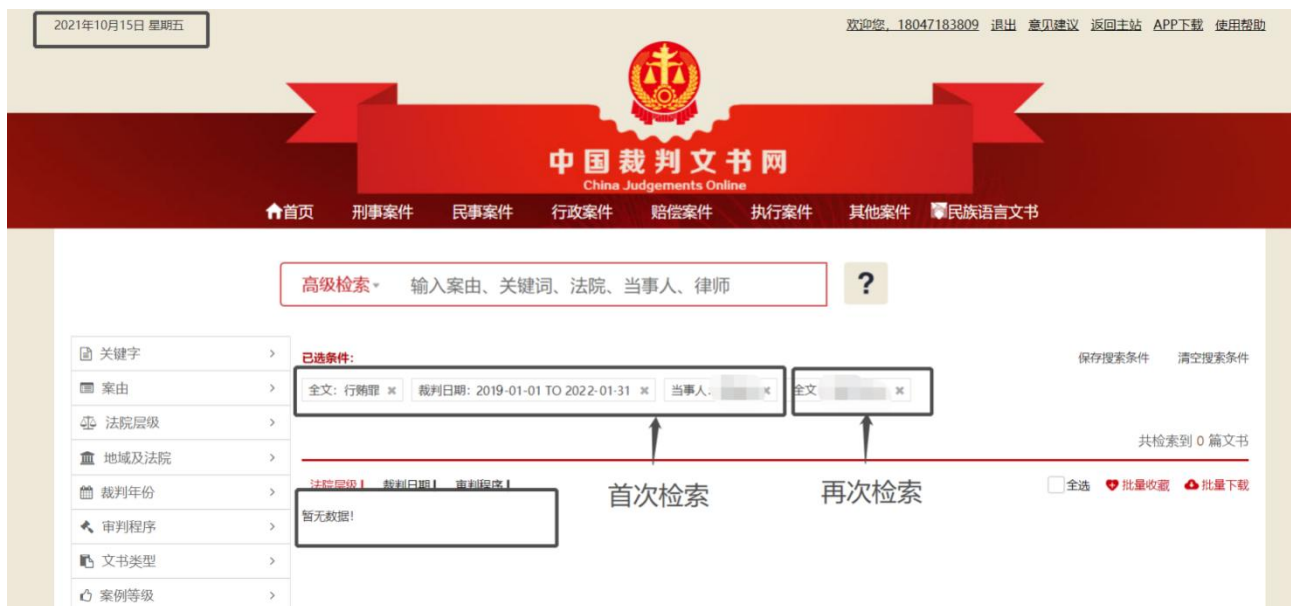 2021年10月15日 星期五
欢迎您，18047183809 退出 意见建议 返回主站 APP下载 使用帮助
中国裁判文书网
China Judgements Online
首页 刑事案件 民事案件 行政案件 赔偿案件 执行案件 其他案件 民族语言文书
高级检索 输入案由、关键词、法院、当事人、律师 ?
关键字
案由
法院层级
地域及法院
裁判年份
审判程序
文书类型
案例等级
已选条件：
保存搜索条件 清空搜索条件
全文：行贿罪 × 裁判日期：2019-01-01 TO 2022-01-31 × 当事人： × 全文 ×
共检索到 0 篇文书
法院层级 裁判日期 审判程序
首次检索 再次检索
全选 批量收藏 批量下载
暂无数据！